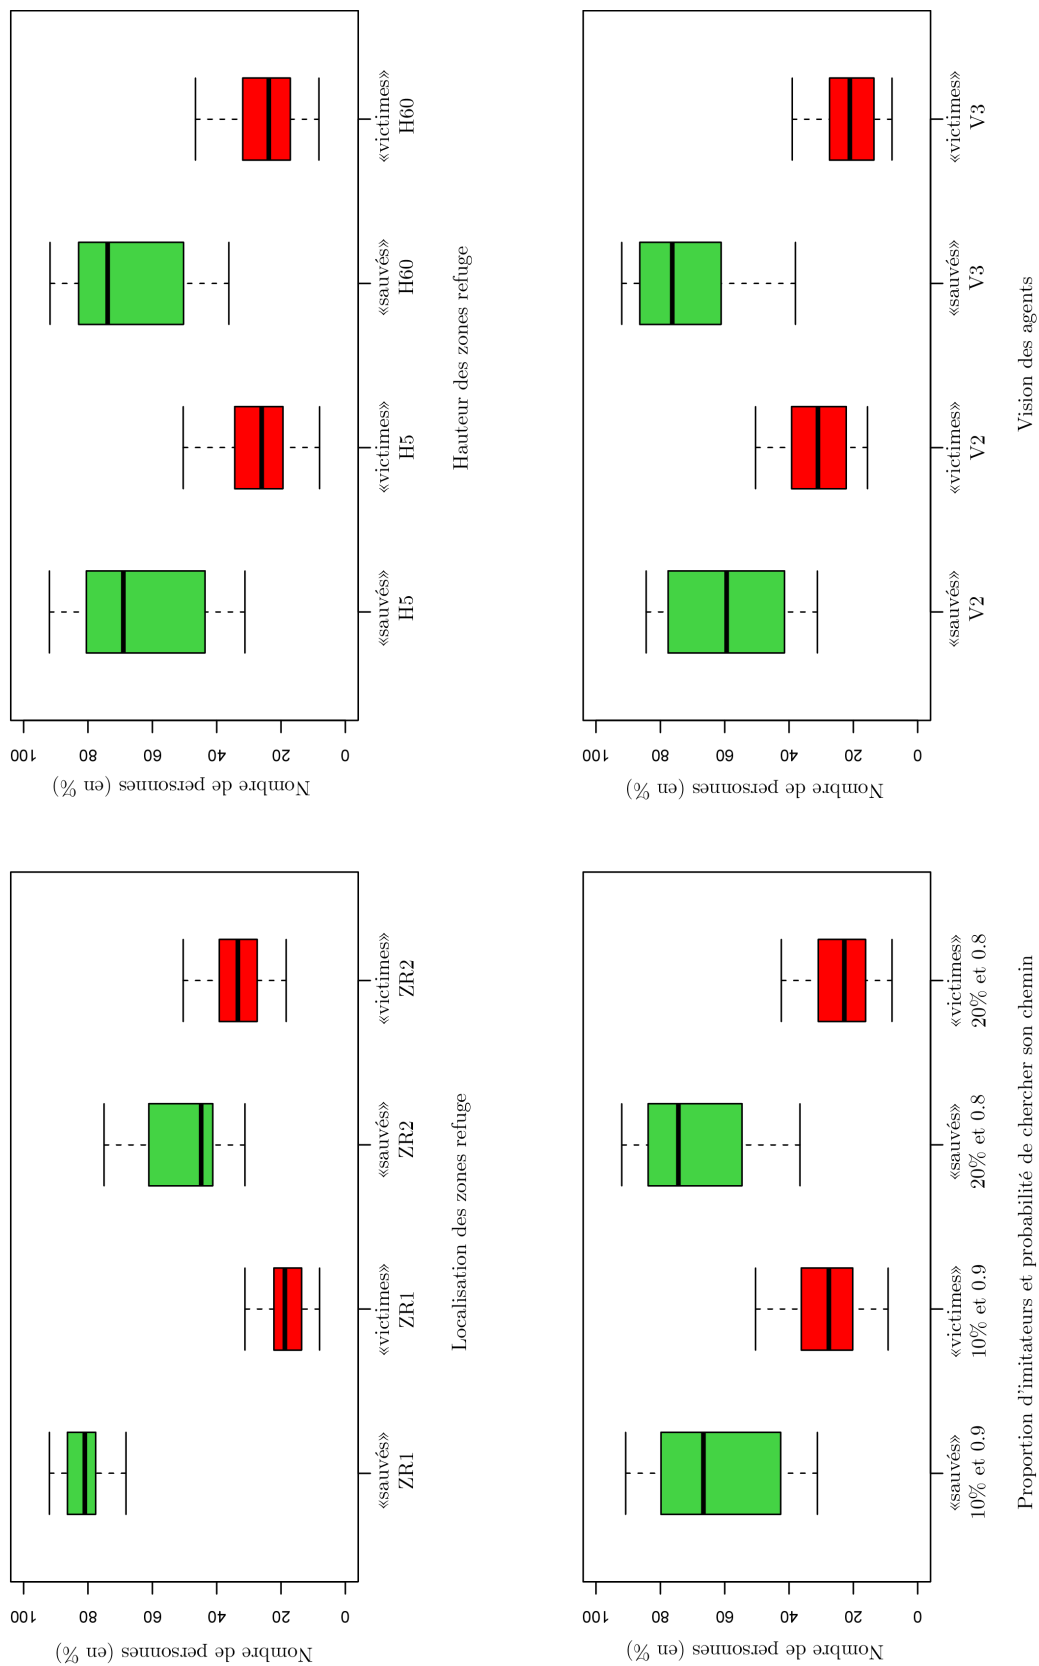 Nombre de personnes (en %)
0 20 40 60 80 100
«sauvés» «victimes» «sauvés» «victimes»
ZR1 ZR1 ZR2 ZR2
Localisation des zones refuge
Nombre de personnes (en %)
0 20 40 60 80 100
«sauvés» «victimes» «sauvés» «victimes»
H5 H5 H60 H60
Hauteur des zones refuge
Nombre de personnes (en %)
0 20 40 60 80 100
«sauvés» «victimes» «sauvés» «victimes»
10% et 0.9 10% et 0.9 20% et 0.8 20% et 0.8
Proportion d'imitateurs et probabilité de chercher son chemin
Nombre de personnes (en %)
0 20 40 60 80 100
«sauvés» «victimes» «sauvés» «victimes»
V2 V2 V3 V3
Vision des agents